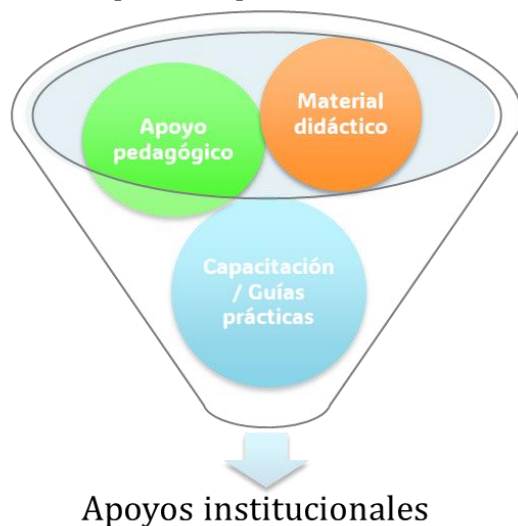 Apoyo
pedagógico
Material
didáctico
Capacitación
/ Guías
prácticas
Apoyos institucionales